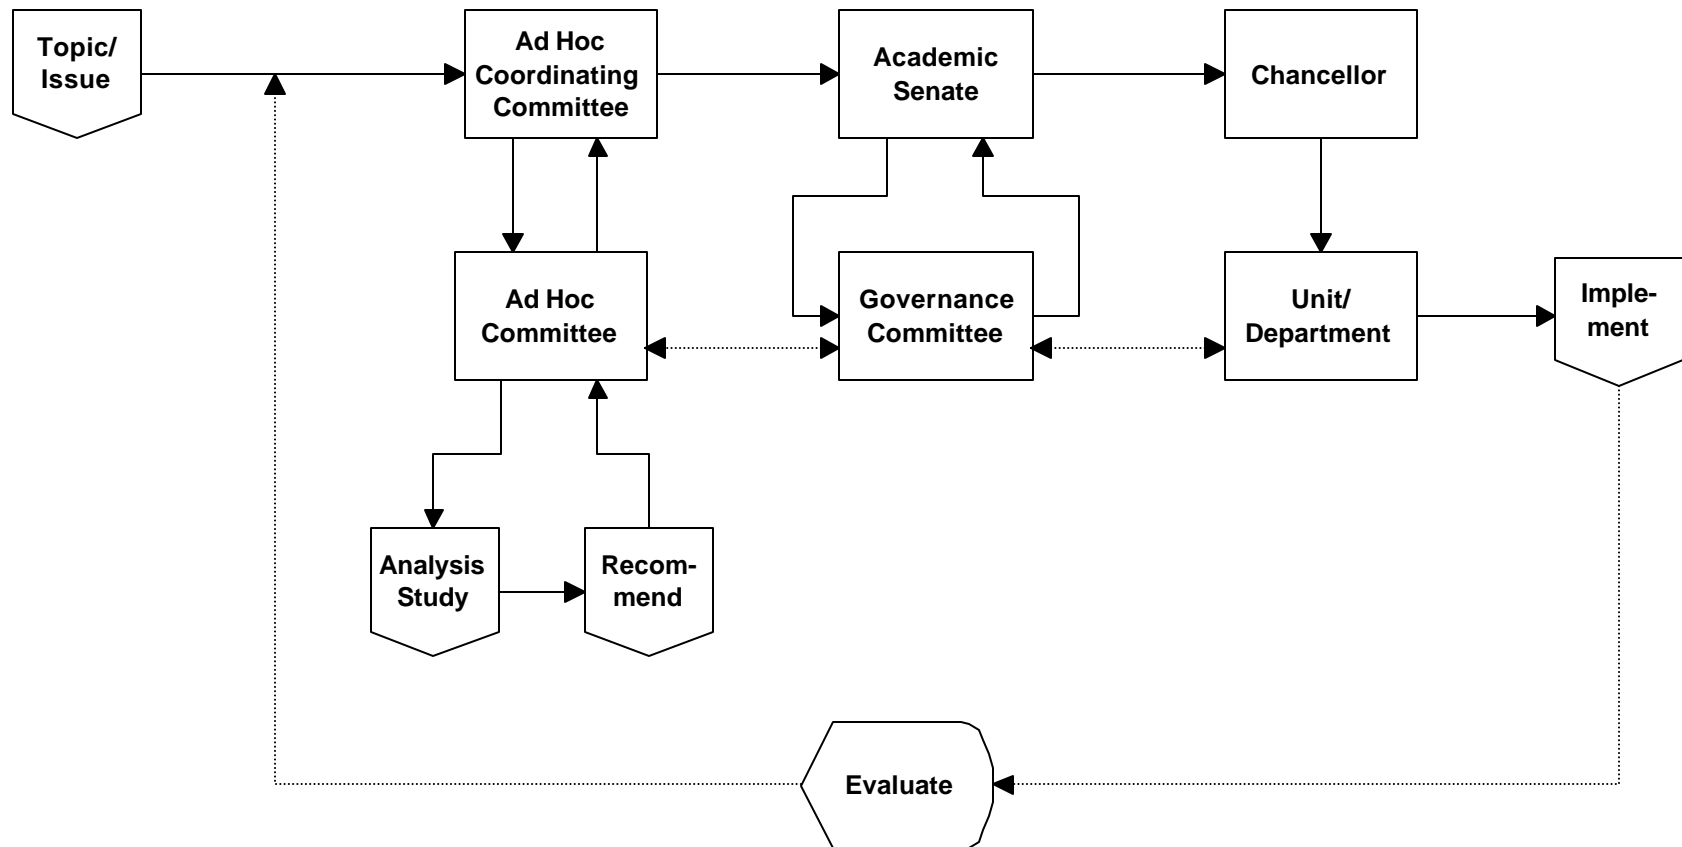 Topic/
Issue
Ad Hoc
Coordinating
Committee
Academic
Senate
Chancellor
Ad Hoc
Committee
Governance
Committee
Unit/
Department
Imple-
ment
Analysis
Study
Recom-
mend
Evaluate